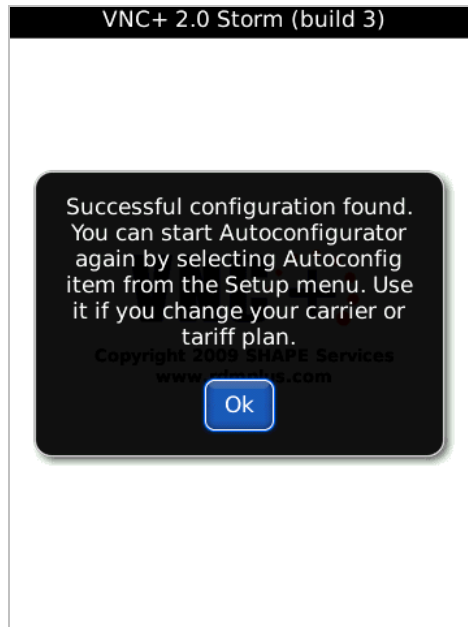 VNC+ 2.0 Storm (build 3)
Successful configuration found.
You can start Autoconfigurator
again by selecting Autoconfig
item from the Setup menu. Use
it if you change your carrier or
tariff plan.
Copyright 2009 SHAPE Services
Ok